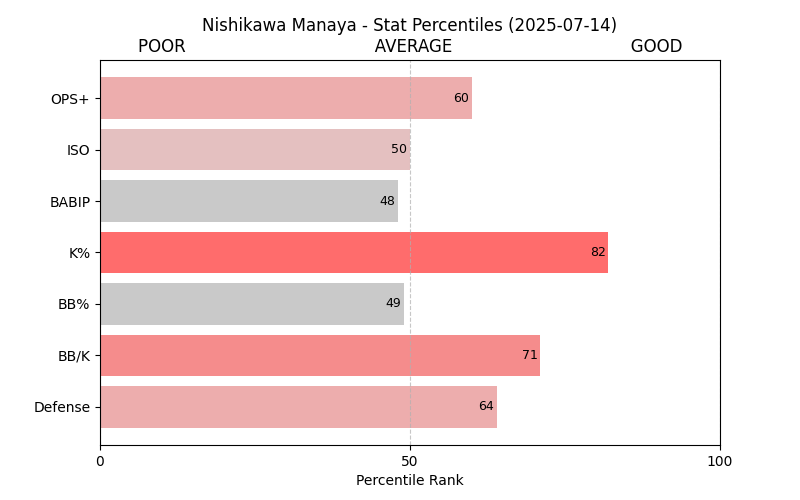 Nishikawa Manaya - Stat Percentiles (2025-07-14)
POOR AVERAGE GOOD
OPS+ 60
ISO 50
BABIP 48
K% 82
BB% 49
BB/K 71
Defense 64
0 50 100
Percentile Rank